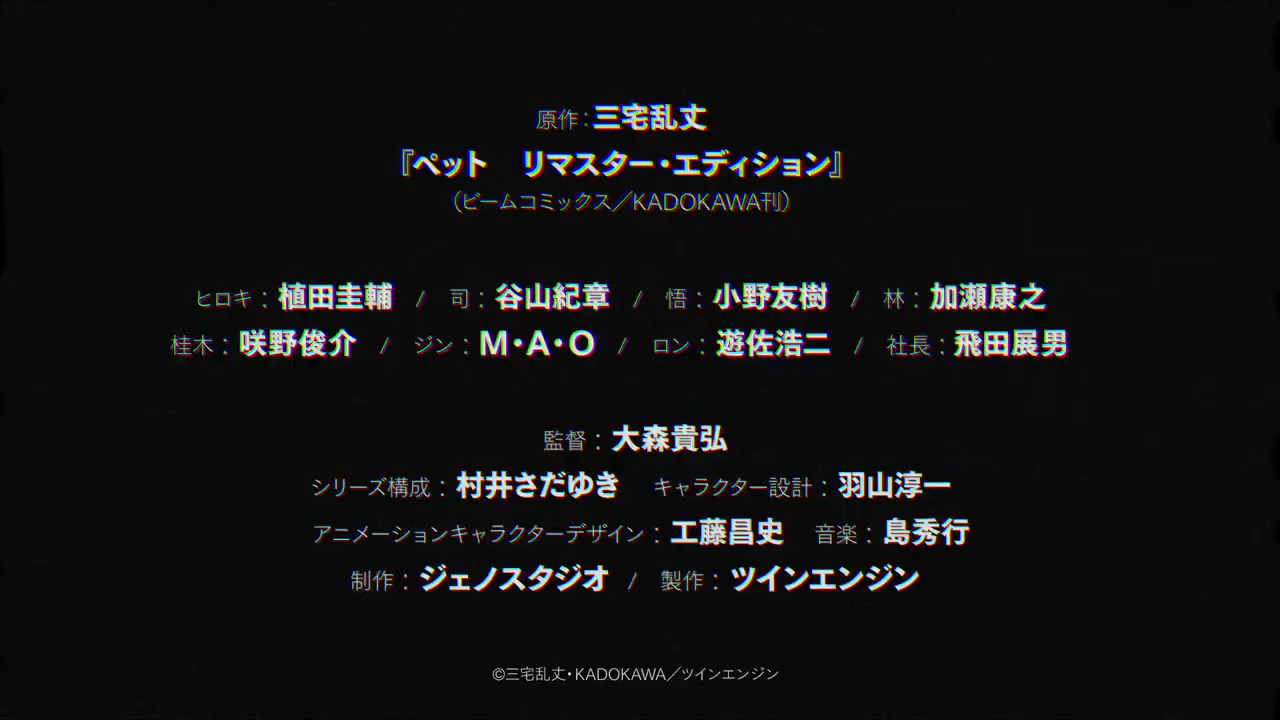 原作：三宅乱丈
『ペット　リマスター・エディション』
（ビームコミックス／KADOKAWA刊）
ヒロキ：植田圭輔 / 司：谷山紀章 / 悟：小野友樹 / 林：加瀬康之
桂木：咲野俊介 / ジン：M・A・O / ロン：遊佐浩二 / 社長：飛田展男
監督：大森貴弘
シリーズ構成：村井さだゆき　キャラクター設計：羽山淳一
アニメーションキャラクターデザイン：工藤昌史　音楽：島秀行
制作：ジェノスタジオ / 製作：ツインエンジン
©三宅乱丈・KADOKAWA／ツインエンジン